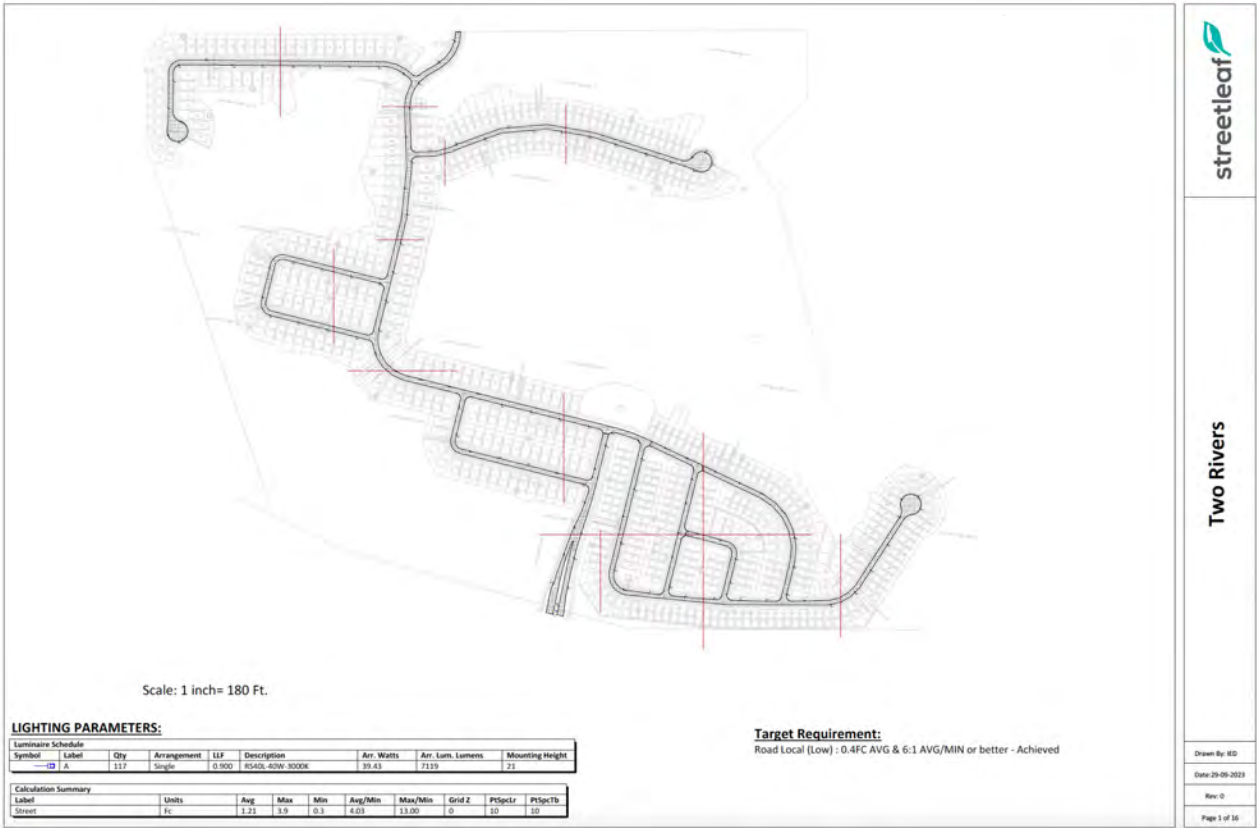 streetleaf
Two Rivers
Scale: 1 inch= 180 Ft.
LIGHTING PARAMETERS:
Luminaire Schedule
Symbol Label Qty Arrangement LLF Description Arr. Watts Arr. Lum. Lumens Mounting Height
A 117 Single 0.900 RS40L-40W-3000K 39.43 7119 21
Calculation Summary
Label Units Avg Max Min Avg/Min Max/Min Grid Z PtSpcLr PtSpcTb
Street Fc 1.21 3.9 0.3 4.03 13.00 0 10 10
Target Requirement:
Road Local (Low) : 0.4FC AVG & 6:1 AVG/MIN or better - Achieved
Drawn By: IED
Date:29-09-2023
Rev: 0
Page 1 of 16